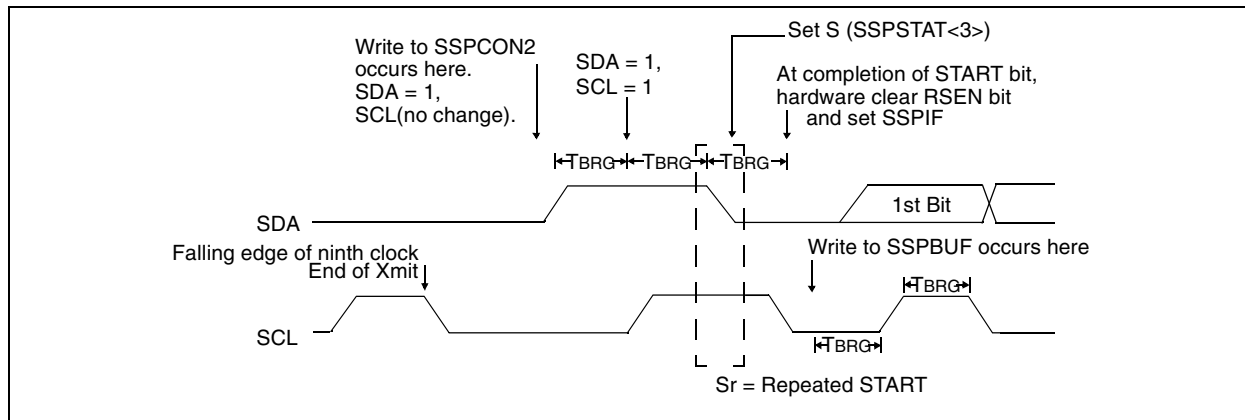 Set S (SSPSTAT<3>)
Write to SSPCON2
occurs here.
SDA = 1,
SCL(no change).
SDA = 1,
SCL = 1
At completion of START bit,
hardware clear RSEN bit
and set SSPIF
TBRG
TBRG
TBRG
1st Bit
SDA
Write to SSPBUF occurs here
Falling edge of ninth clock
End of Xmit
TBRG
SCL
TBRG
Sr = Repeated START